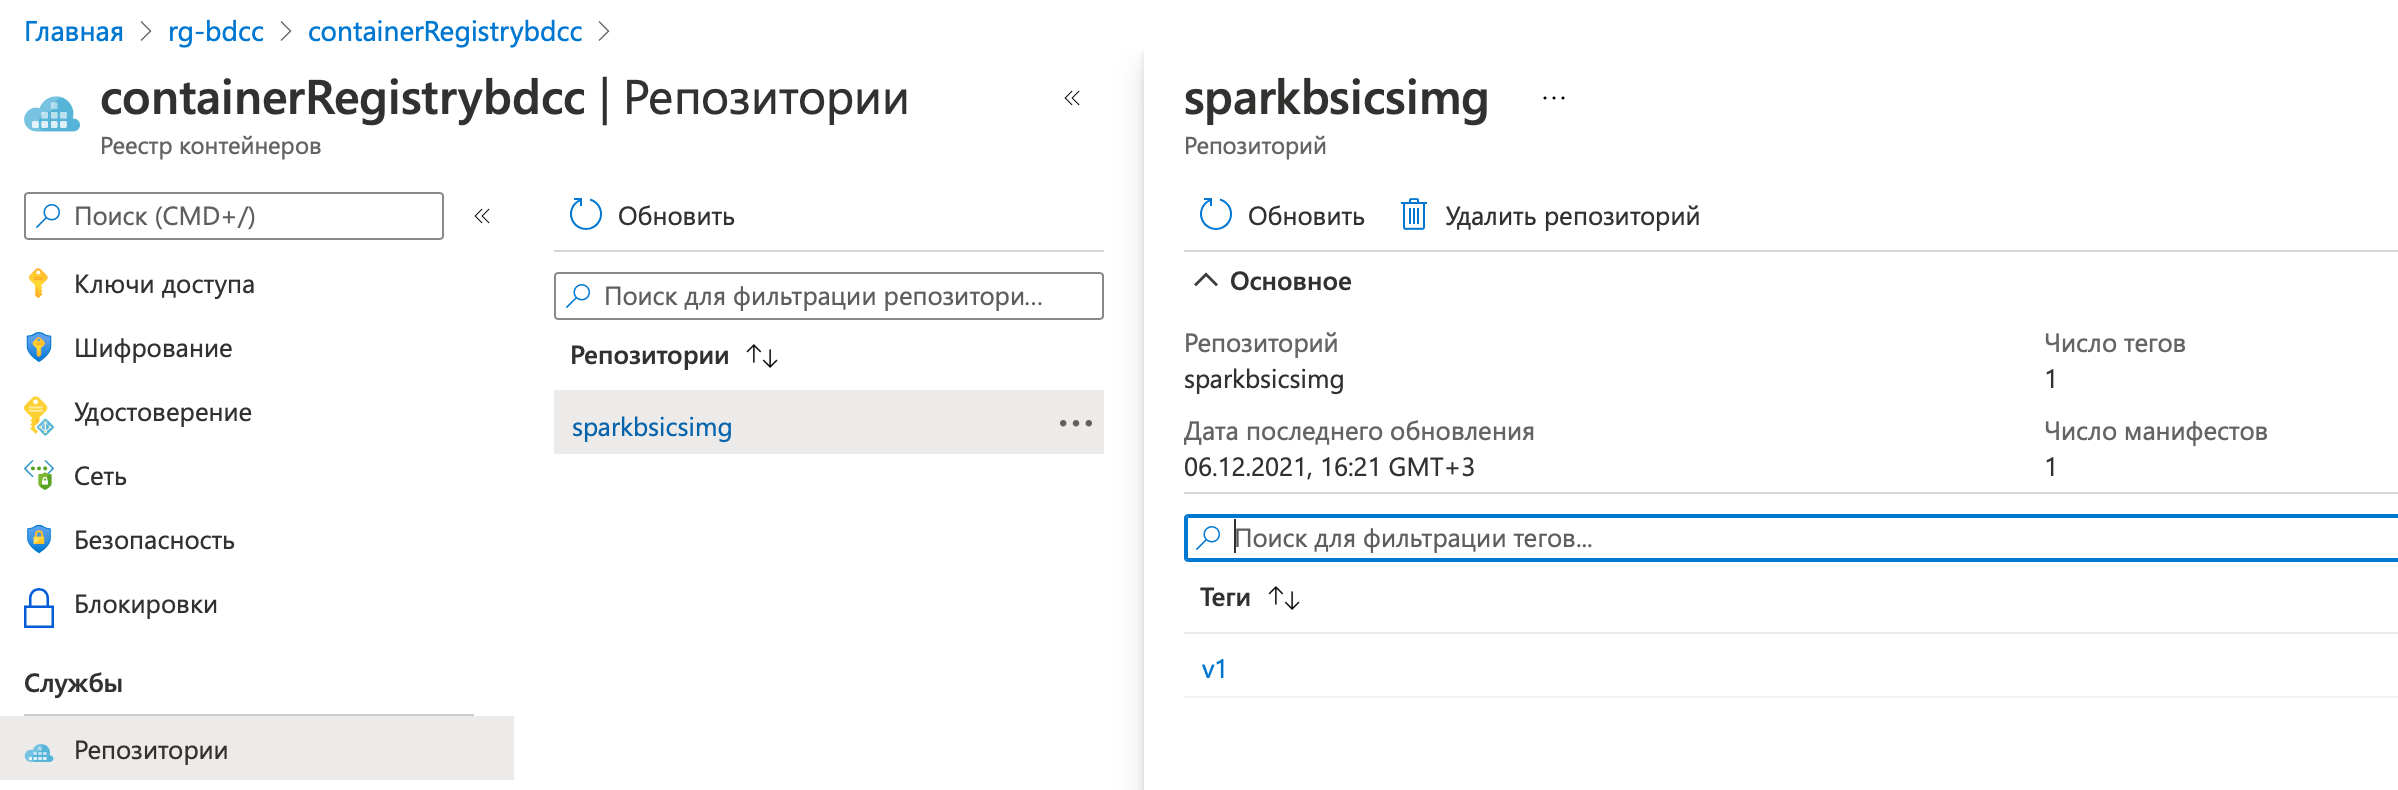 Главная > rg-bdcc > containerRegistrybdcc >
containerRegistrybdcc | Репозитории
Реестр контейнеров
Поиск (CMD+/)
Ключи доступа
Шифрование
Удостоверение
Сеть
Безопасность
Блокировки
Службы
Репозитории
Обновить
Поиск для фильтрации репозитори...
Репозитории
sparkbsicsimg
sparkbsicsimg
Репозиторий
Обновить Удалить репозиторий
Основное
Репозиторий
sparkbsicsimg
Дата последнего обновления
06.12.2021, 16:21 GMT+3
Число тегов
1
Число манифестов
1
Поиск для фильтрации тегов...
Теги
v1